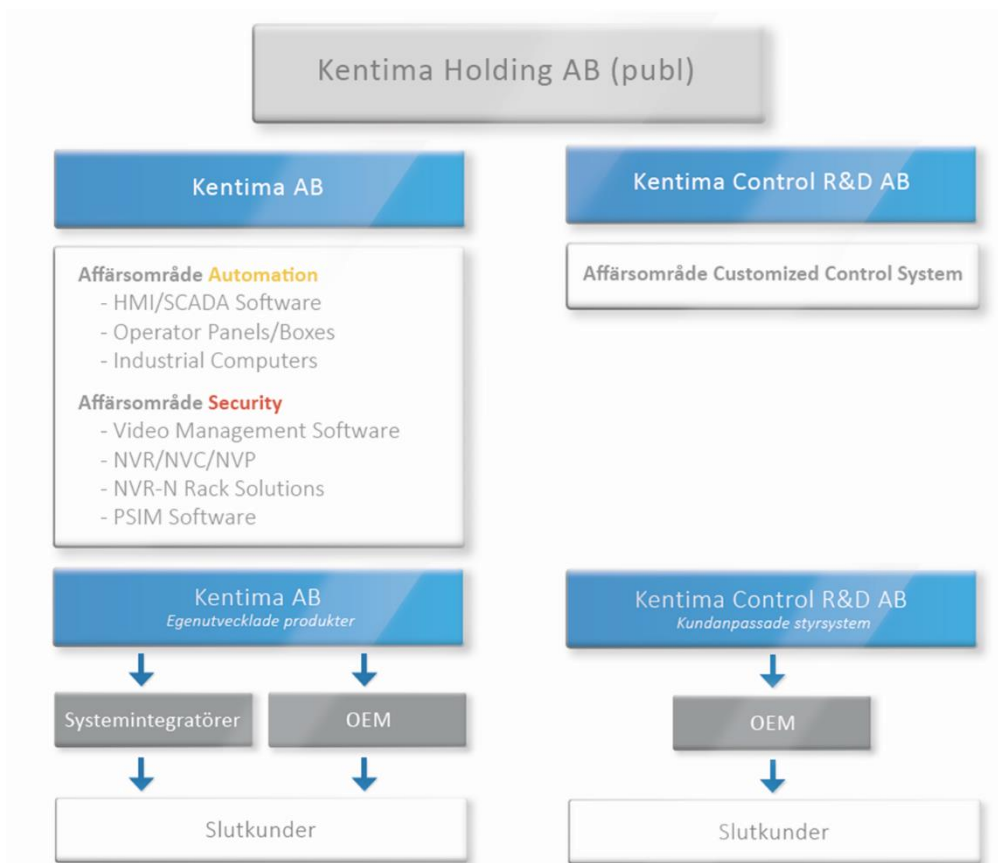 Kentima Holding AB (publ)
Kentima AB
Affärsområde Automation
- HMI/SCADA Software
- Operator Panels/Boxes
- Industrial Computers
Affärsområde Security
- Video Management Software
- NVR/NVC/NVP
- NVR-N Rack Solutions
- PSIM Software
Kentima Control R&D AB
Affärsområde Customized Control System
Kentima AB
Egenutvecklade produkter
Systemintegratörer
OEM
Slutkunder
Kentima Control R&D AB
Kundanpassade styrsystem
OEM
Slutkunder